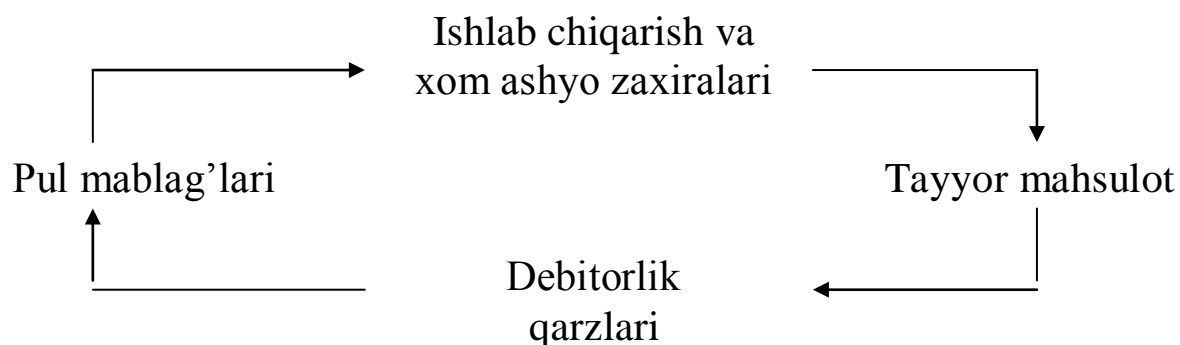 Ishlab chiqarish va
xom ashyo zaxiralari
Pul mablag’lari
Tayyor mahsulot
Debitorlik
qarzlari